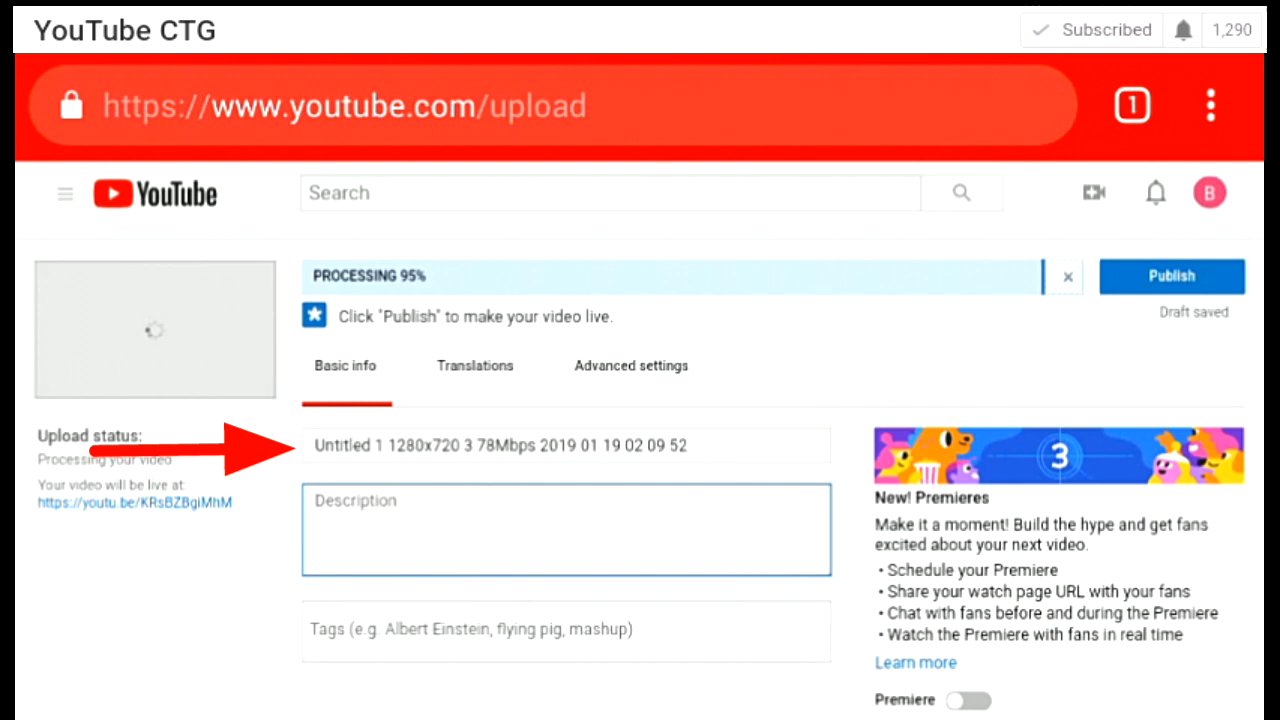 YouTube CTG
Subscribed
1,290
https://www.youtube.com/upload
1
YouTube
Search
B
PROCESSING 95%
×
Publish
Click "Publish" to make your video live.
Draft saved
Basic info
Translations
Advanced settings
Upload status:
Processing your video
Your video will be live at:
https://youtu.be/KRsBZBgiMhM
Untitled 1 1280x720 3 78Mbps 2019 01 19 02 09 52
Description
Tags (e.g. Albert Einstein, flying pig, mashup)
3
New! Premieres
Make it a moment! Build the hype and get fans
excited about your next video.
• Schedule your Premiere
• Share your watch page URL with your fans
• Chat with fans before and during the Premiere
• Watch the Premiere with fans in real time
Learn more
Premiere